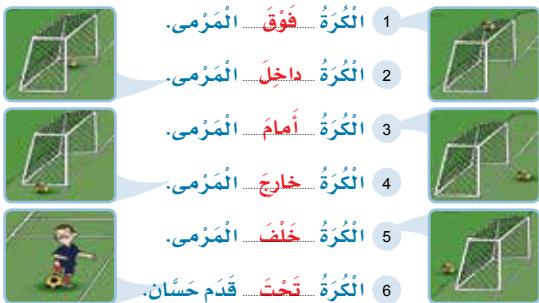 1 الْكُرَةُ فَوْقَ الْمَرْمى.
2 الْكُرَةُ داخِلَ الْمَرْمى.
3 الْكُرَةُ أَمامَ الْمَرْمى.
4 الْكُرَةُ خارِجَ الْمَرْمى.
5 الْكُرَةُ خَلْفَ الْمَرْمى.
6 الْكُرَةُ تَحْتَ قَدَم حَسَّان.